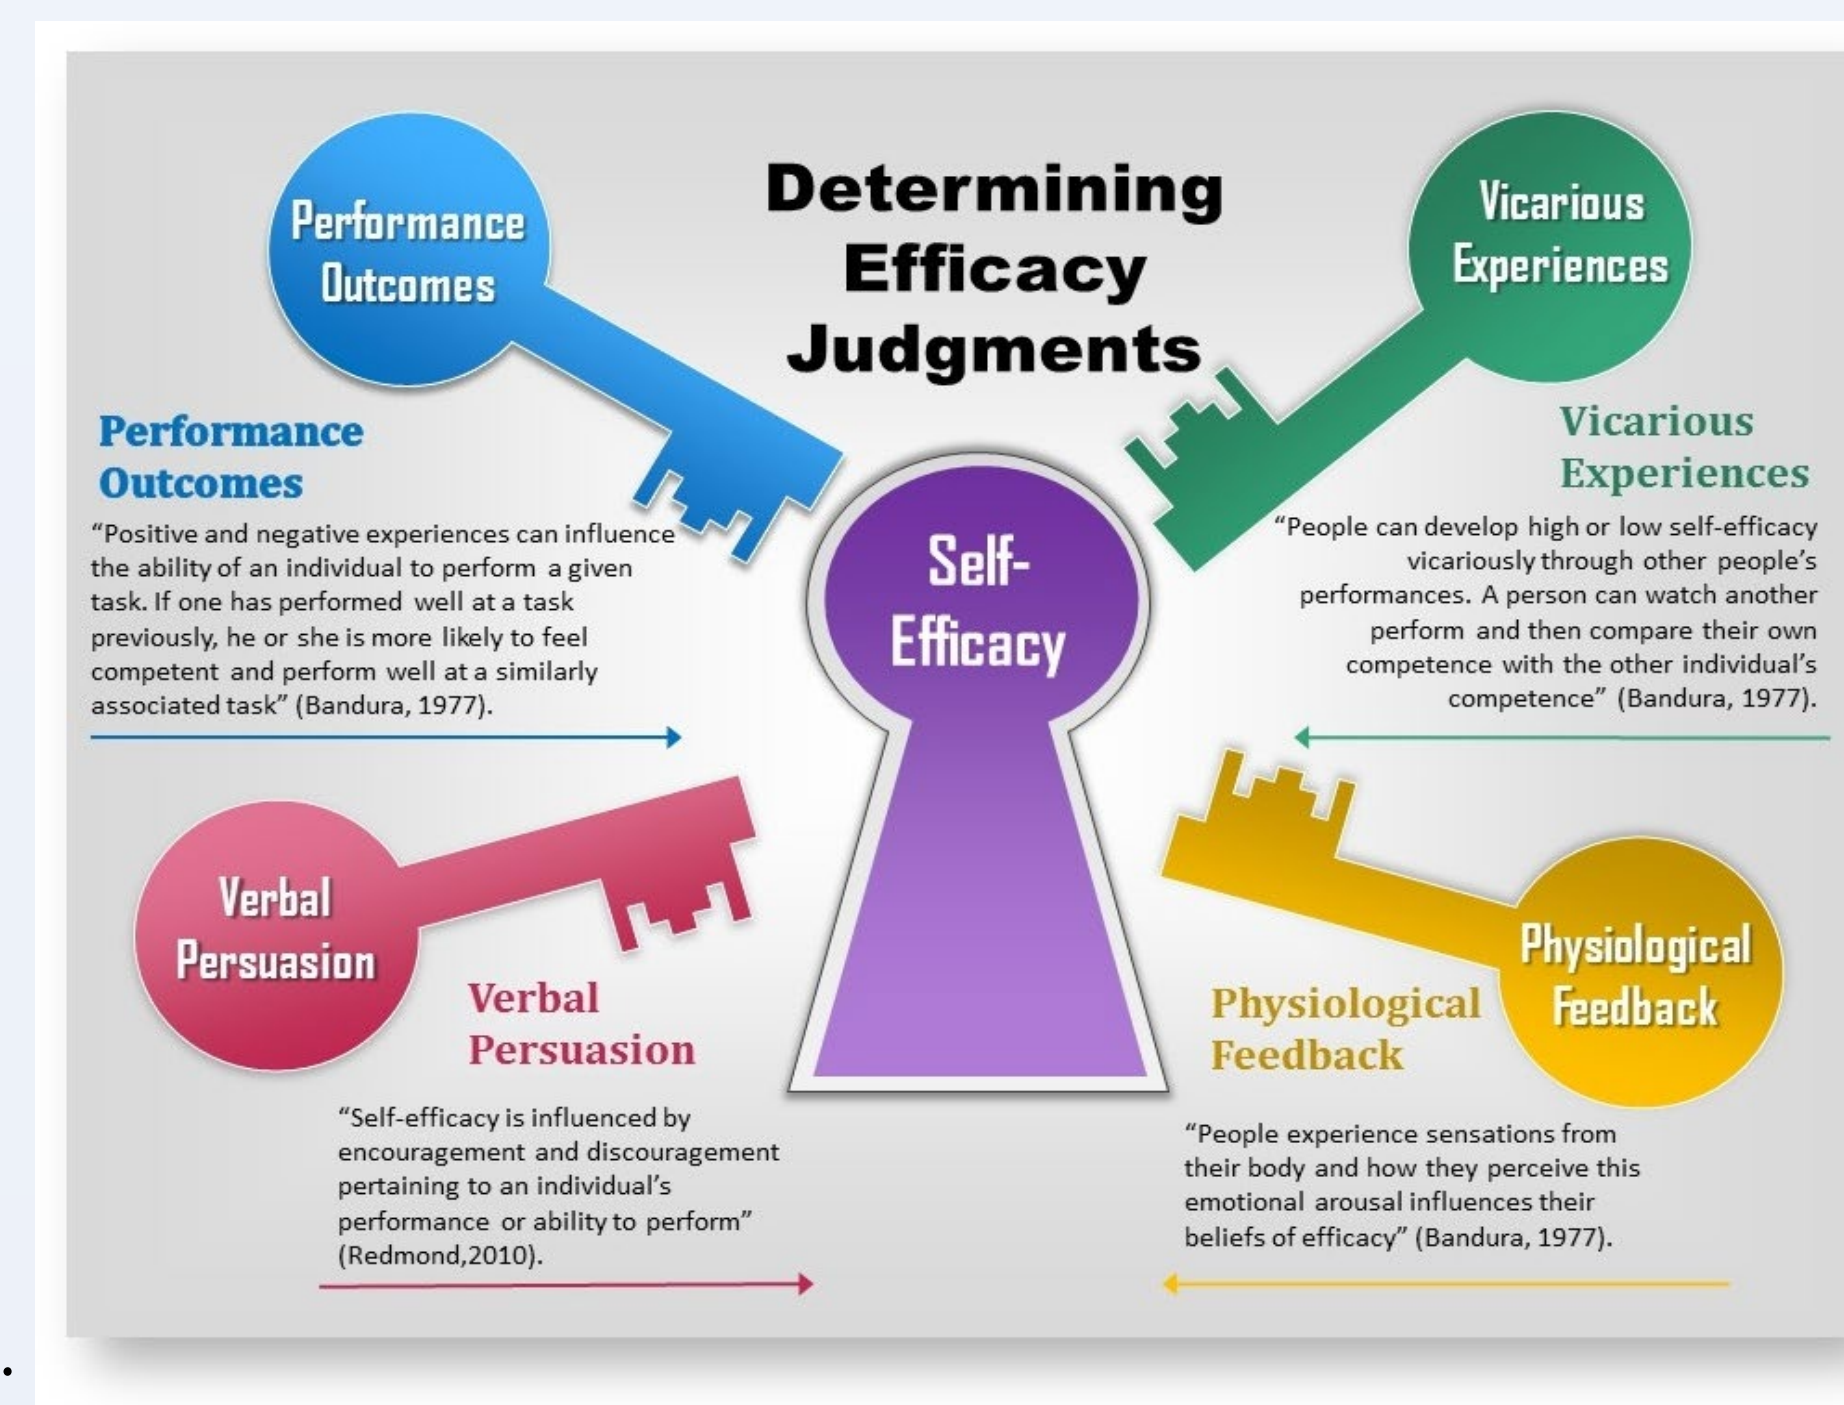 Determining
Efficacy
Judgments
Performance
Outcomes
Performance
Outcomes
“Positive and negative experiences can influence
the ability of an individual to perform a given
task. If one has performed well at a task
previously, he or she is more likely to feel
competent and perform well at a similarly
associated task” (Bandura, 1977).
Vicarious
Experiences
Vicarious
Experiences
“People can develop high or low self-efficacy
vicariously through other people’s
performances. A person can watch another
perform and then compare their own
competence with the other individual’s
competence” (Bandura, 1977).
Self-
Efficacy
Verbal
Persuasion
Verbal
Persuasion
“Self-efficacy is influenced by
encouragement and discouragement
pertaining to an individual’s
performance or ability to perform”
(Redmond,2010).
Physiological
Feedback
Physiological
Feedback
“People experience sensations from
their body and how they perceive this
emotional arousal influences their
beliefs of efficacy” (Bandura, 1977).